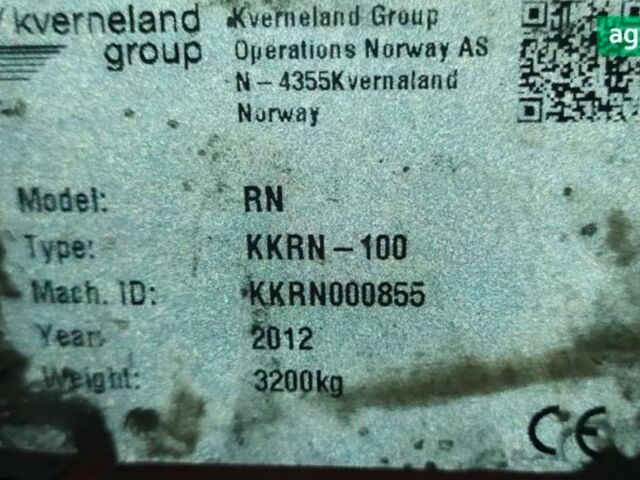 kverneland
group
Kverneland Group
Operations Norway AS
N-4355Kvernaland
Norway
Model: RN
Type: KKRN-100
Mach. ID: KKRN000855
Year: 2012
Weight: 3200kg
CE
ag